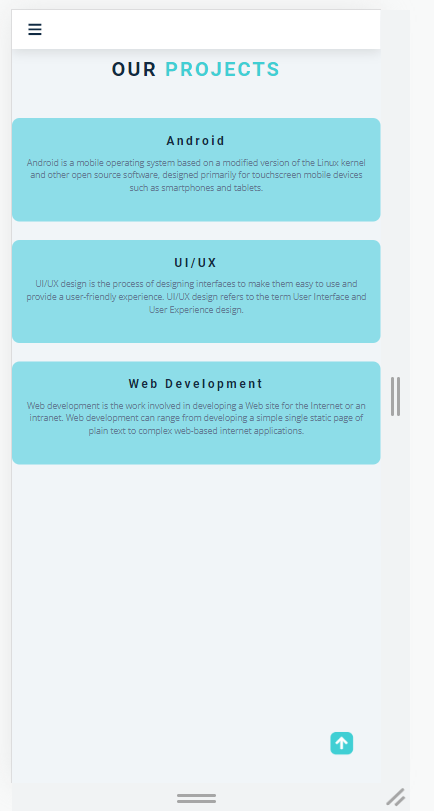 OUR PROJECTS
Android
Android is a mobile operating system based on a modified version of the Linux kernel
and other open source software, designed primarily for touchscreen mobile devices
such as smartphones and tablets.
UI/UX
UI/UX design is the process of designing interfaces to make them easy to use and
provide a user-friendly experience. UI/UX design refers to the term User Interface and
User Experience design.
Web Development
Web development is the work involved in developing a Web site for the Internet or an
intranet. Web development can range from developing a simple single static page of
plain text to complex web-based internet applications.